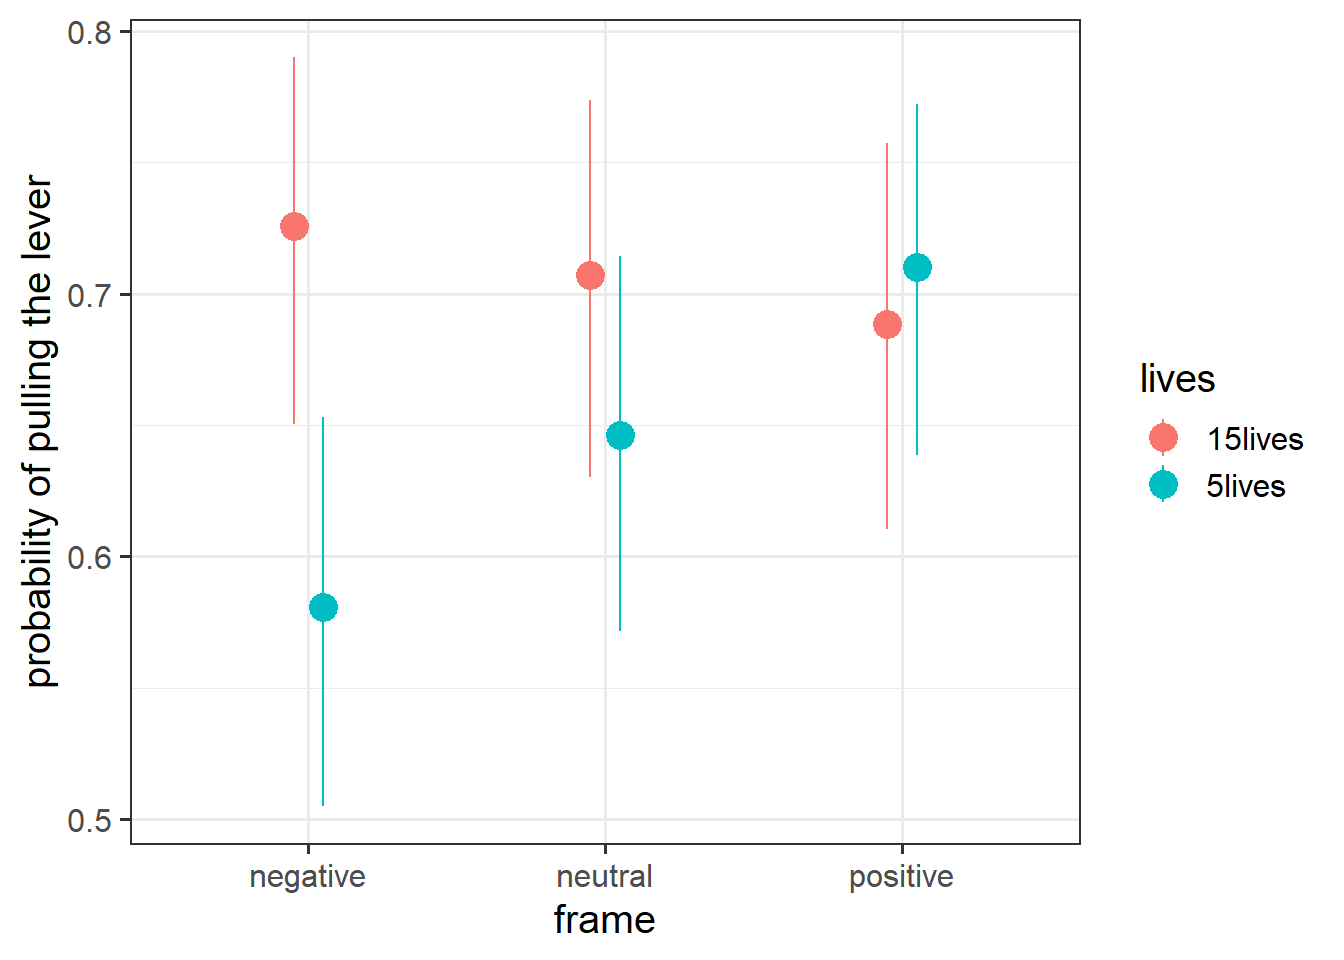 probability of pulling the lever
0.8
0.7
0.6
0.5
negative
neutral
positive
frame
lives
15lives
5lives